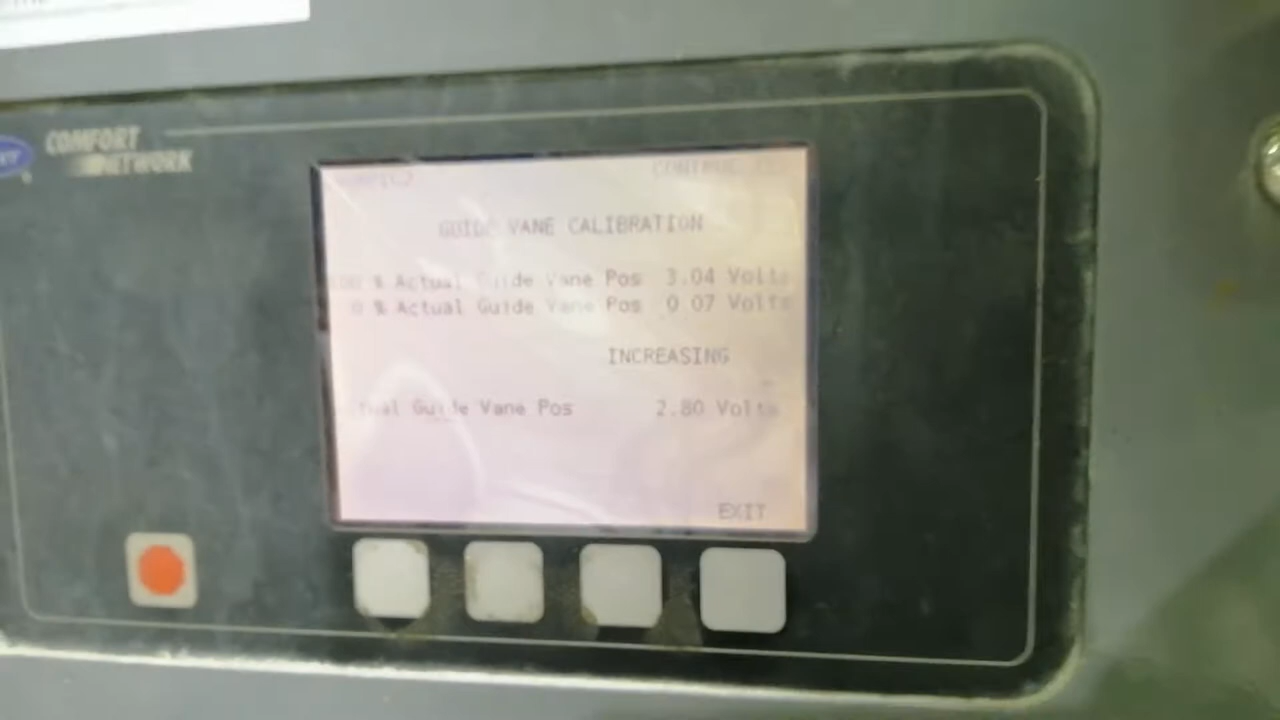 COMFORT
NETWORK
GUIDE VANE CALIBRATION
100 % Actual Guide Vane Pos 3.04 Volts
0 % Actual Guide Vane Pos 0 07 Volts
INCREASING
Actual Guide Vane Pos 2.80 Volts
EXIT